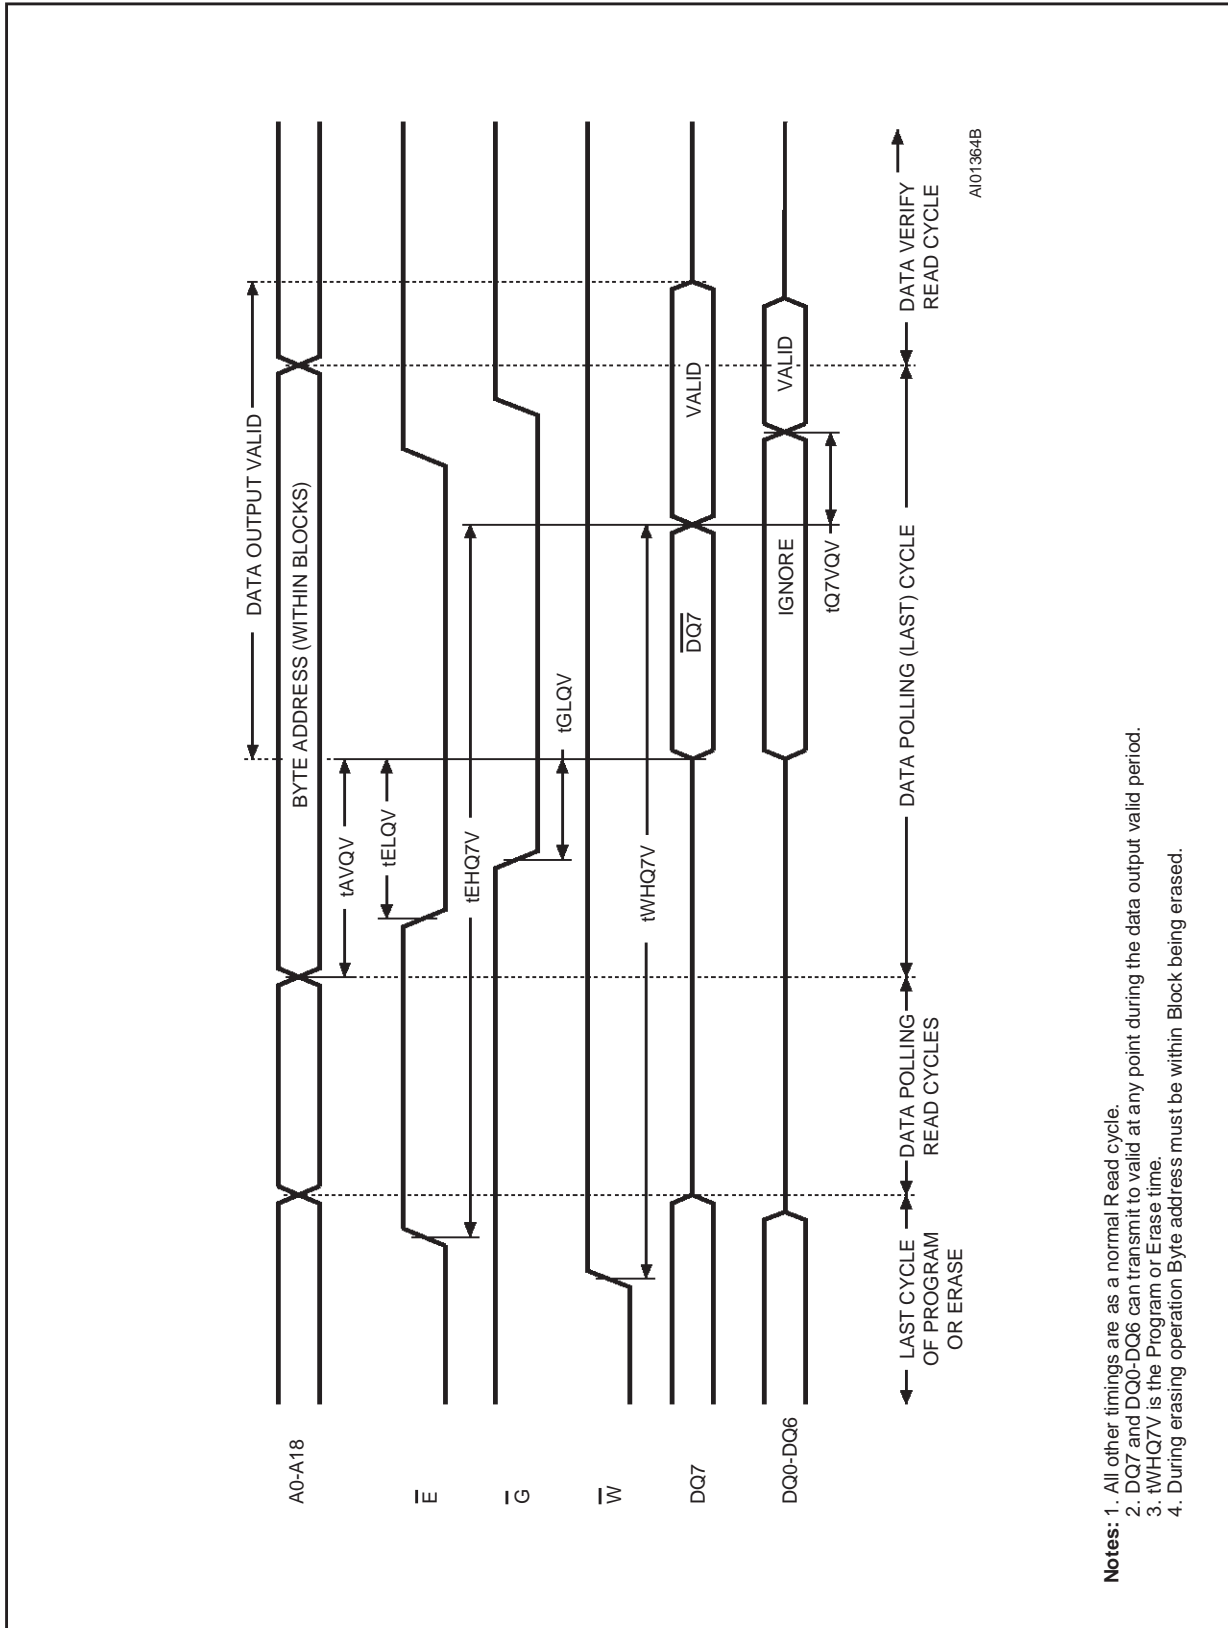 DATA OUTPUT VALID
A0-A18
BYTE ADDRESS (WITHIN BLOCKS)
tAVQV
tELQV
E
tEHQ7V
G
tGLQV
W
tWHQ7V
DQ7
DQ7
VALID
DQ0-DQ6
IGNORE
VALID
tQ7VQV
LAST CYCLE
OF PROGRAM
OR ERASE
DATA POLLING
READ CYCLES
DATA POLLING (LAST) CYCLE
DATA VERIFY
READ CYCLE
AI01364B
Notes: 1. All other timings are as a normal Read cycle.
2. DQ7 and DQ0-DQ6 can transmit to valid at any point during the data output valid period.
3. tWHQ7V is the Program or Erase time.
4. During erasing operation Byte address must be within Block being erased.